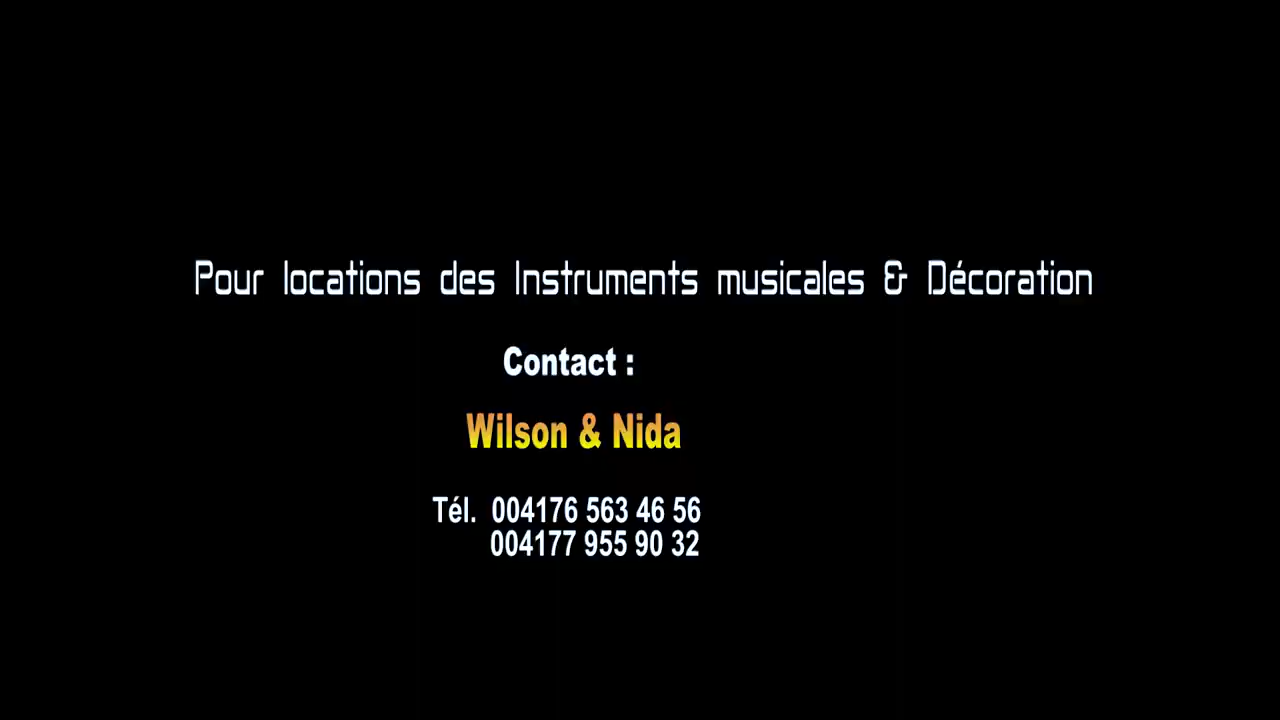 Pour locations des Instruments musicales & Décoration
Contact :
Wilson & Nida
Tél. 004176 563 46 56
004177 955 90 32